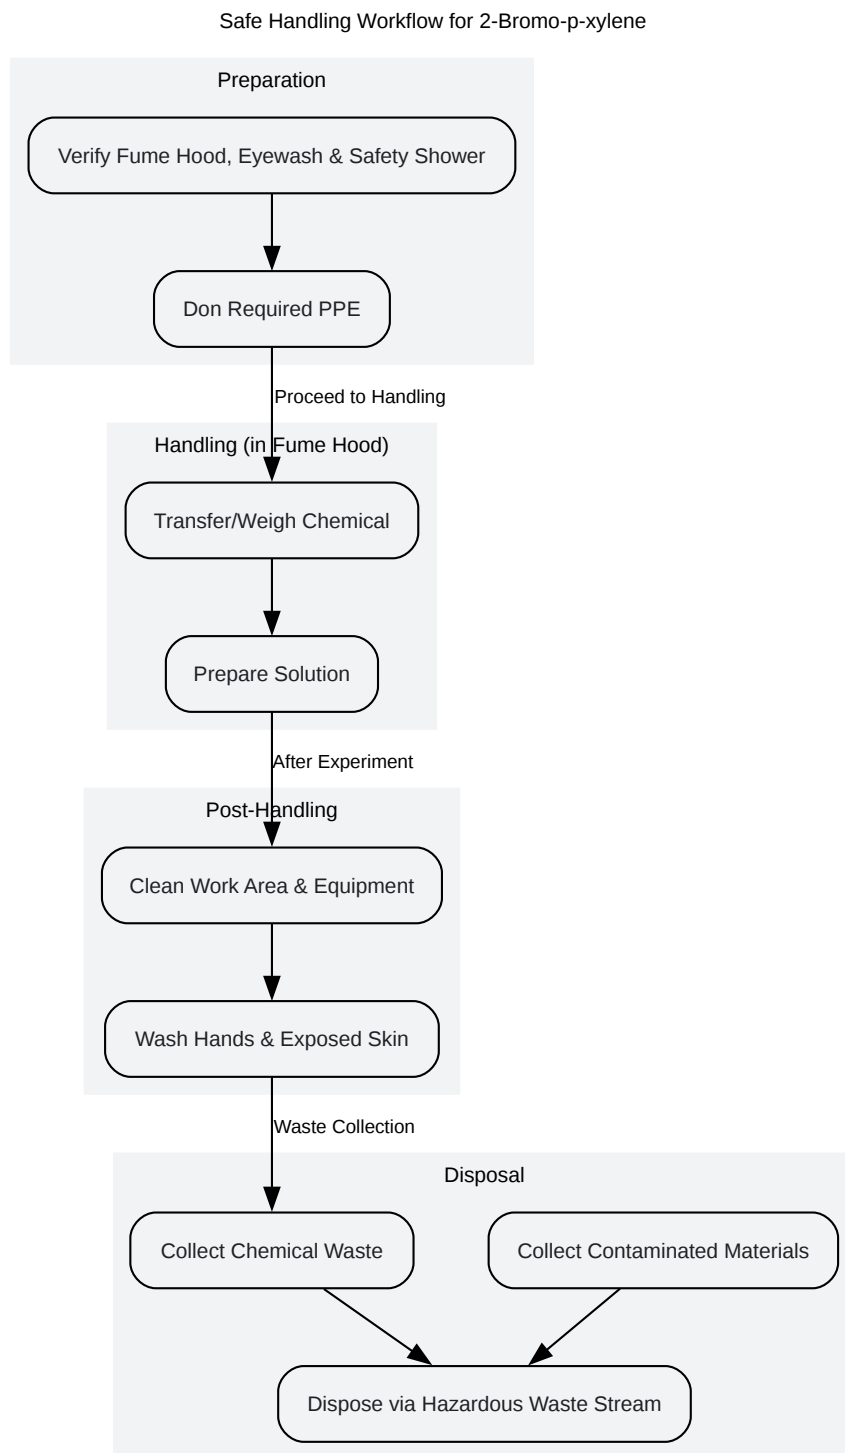 Safe Handling Workflow for 2-Bromo-p-xylene
Preparation
Verify Fume Hood, Eyewash & Safety Shower
Don Required PPE
Proceed to Handling
Handling (in Fume Hood)
Transfer/Weigh Chemical
Prepare Solution
After Experiment
Post-Handling
Clean Work Area & Equipment
Wash Hands & Exposed Skin
Waste Collection
Disposal
Collect Chemical Waste
Collect Contaminated Materials
Dispose via Hazardous Waste Stream